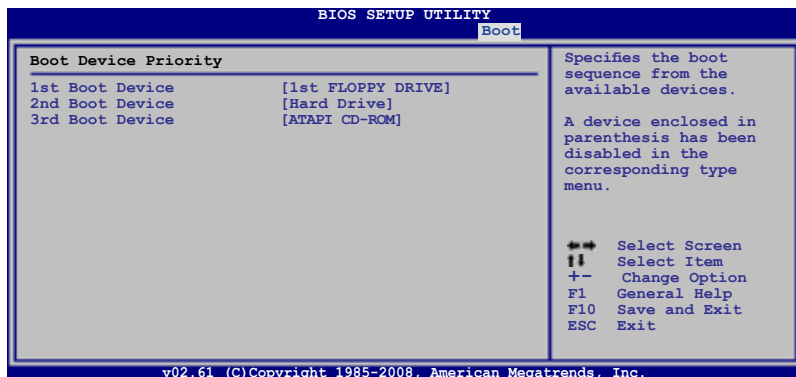 BIOS SETUP UTILITY
Boot
Boot Device Priority
1st Boot Device [1st FLOPPY DRIVE]
2nd Boot Device [Hard Drive]
3rd Boot Device [ATAPI CD-ROM]
Specifies the boot
sequence from the
available devices.
A device enclosed in
parenthesis has been
disabled in the
corresponding type
menu.
←→ Select Screen
↑↓ Select Item
+- Change Option
F1 General Help
F10 Save and Exit
ESC Exit
v02.61 (C)Copyright 1985-2008, American Megatrends, Inc.